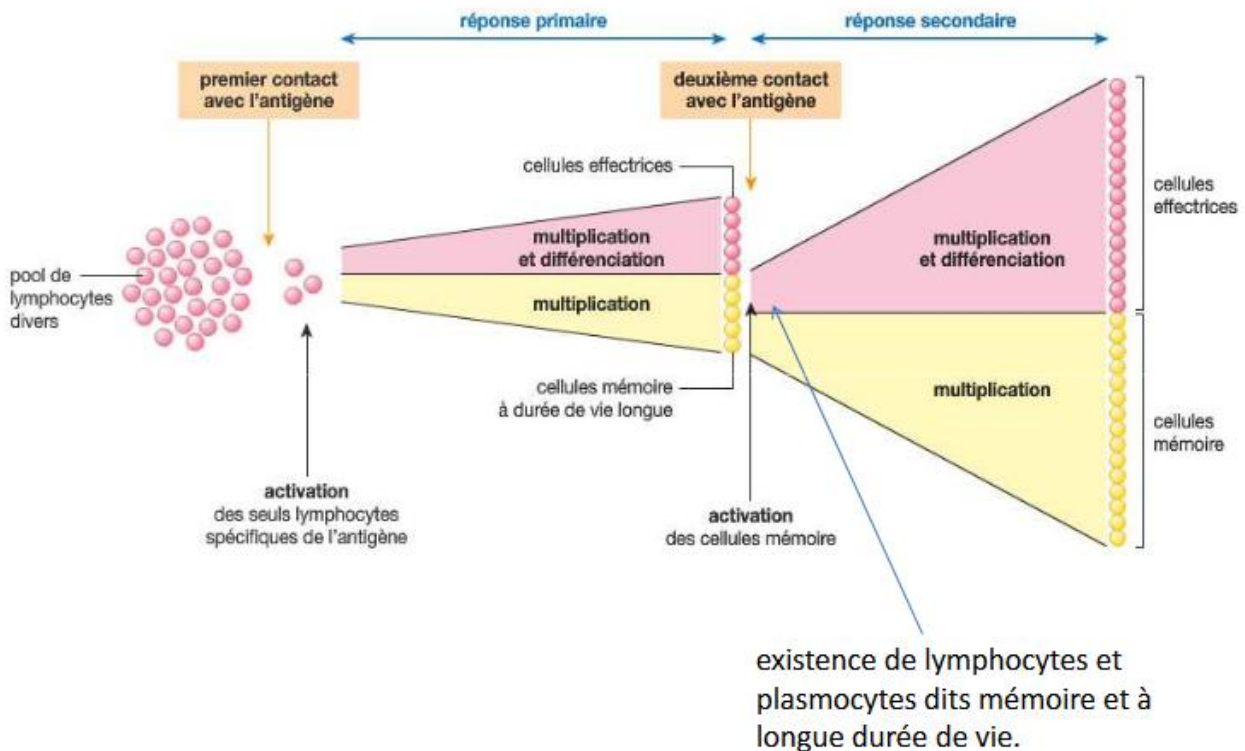 réponse primaire
réponse secondaire
premier contact
avec l'antigène
deuxième contact
avec l'antigène
cellules effectrices
cellules
effectrices
multiplication
et différenciation
multiplication
et différenciation
pool de
lymphocytes
divers
multiplication
multiplication
cellules mémoire
à durée de vie longue
cellules
mémoire
activation
des seuls lymphocytes
spécifiques de l'antigène
activation
des cellules mémoire
existence de lymphocytes et
plasmocytes dits mémoire et à
longue durée de vie.